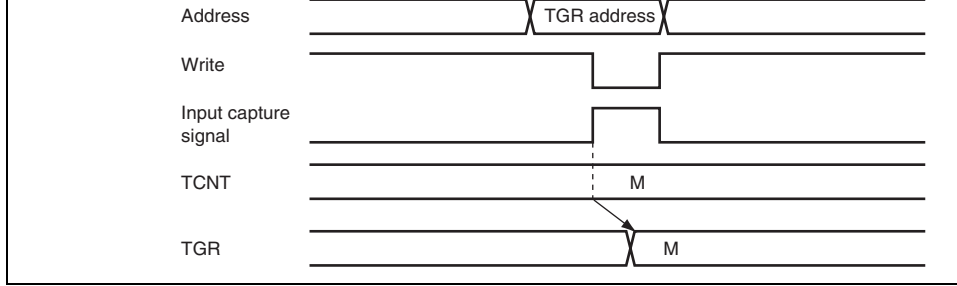 Address
TGR address
Write
Input capture
signal
TCNT
M
TGR
M